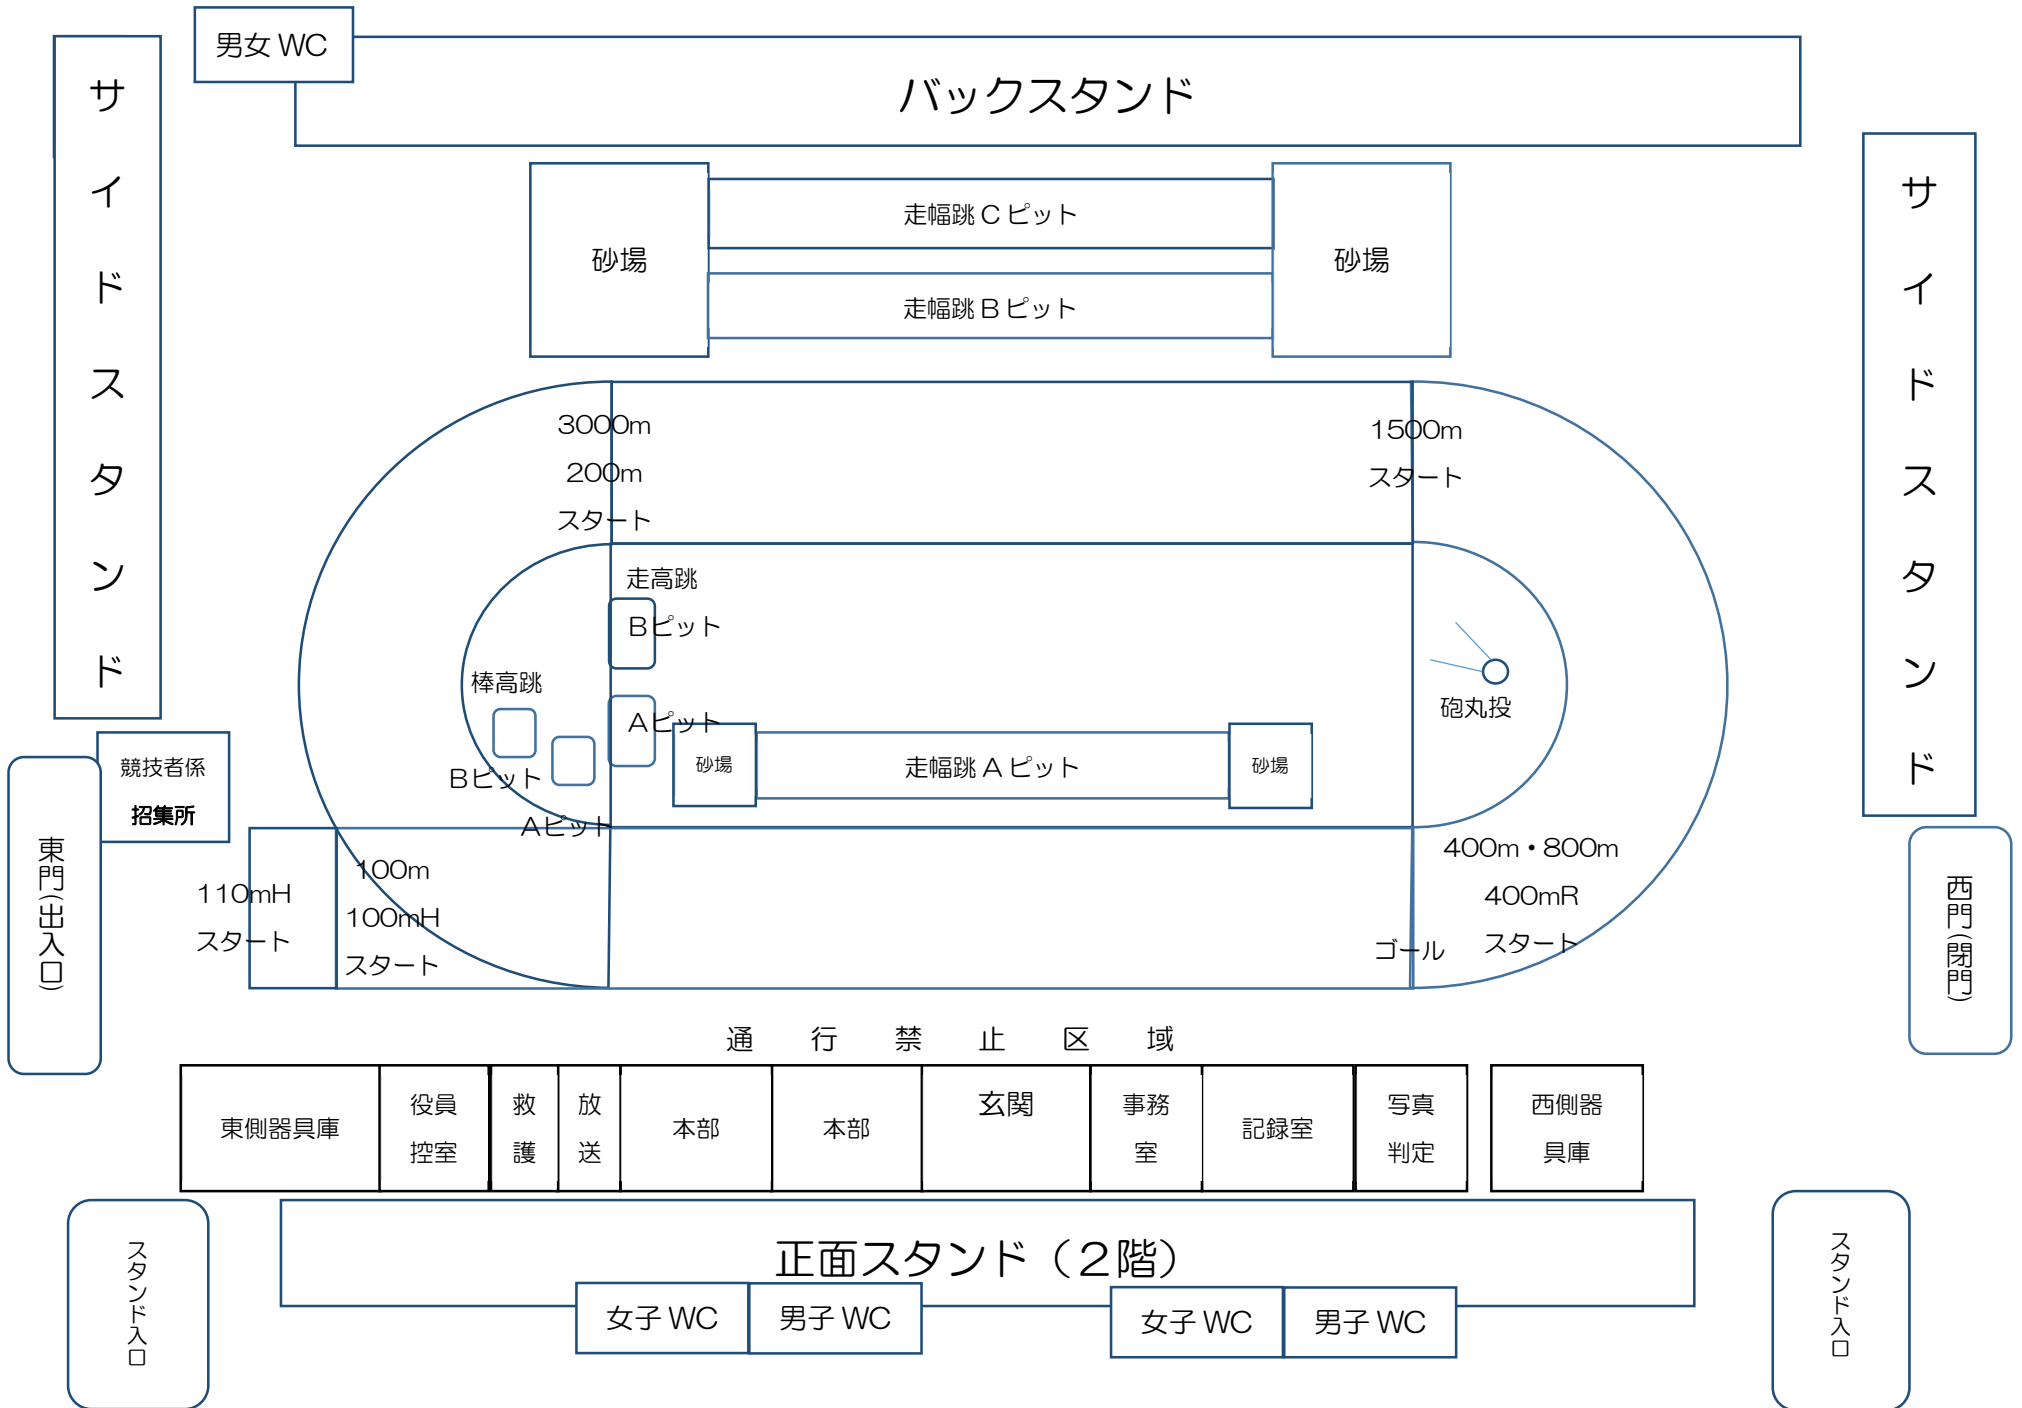 男女 WC
バックスタンド
サイドスタンド
サイドスタンド
走幅跳 C ピット
砂場
砂場
走幅跳 B ピット
3000m
200m
スタート
1500m
スタート
走高跳
Bピット
Aピット
棒高跳
Bピット
Aピット
砲丸投
砂場
走幅跳 A ピット
砂場
競技者係
招集所
東門(出入口)
西門(閉門)
110mH
スタート
100m
100mH
スタート
400m・800m
400mR
スタート
ゴール
通行禁止区域
東側器具庫
役員
控室
救
護
放
送
本部
本部
玄関
事務
室
記録室
写真
判定
西側器
具庫
スタンド入口
正面スタンド（2階）
スタンド入口
女子 WC
男子 WC
女子 WC
男子 WC